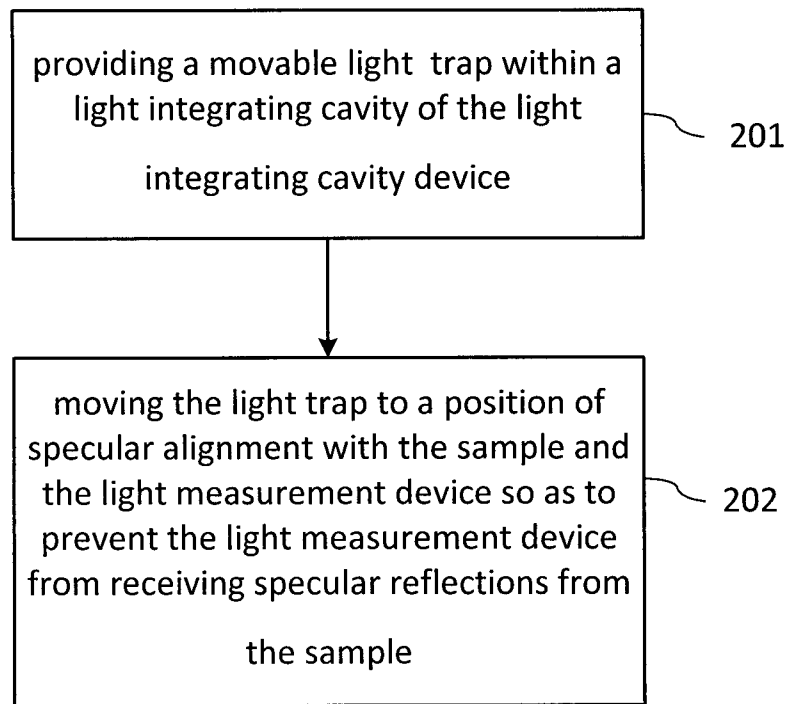 providing a movable light trap within a
light integrating cavity of the light
integrating cavity device
201
moving the light trap to a position of
specular alignment with the sample and
the light measurement device so as to
prevent the light measurement device
from receiving specular reflections from
the sample
202